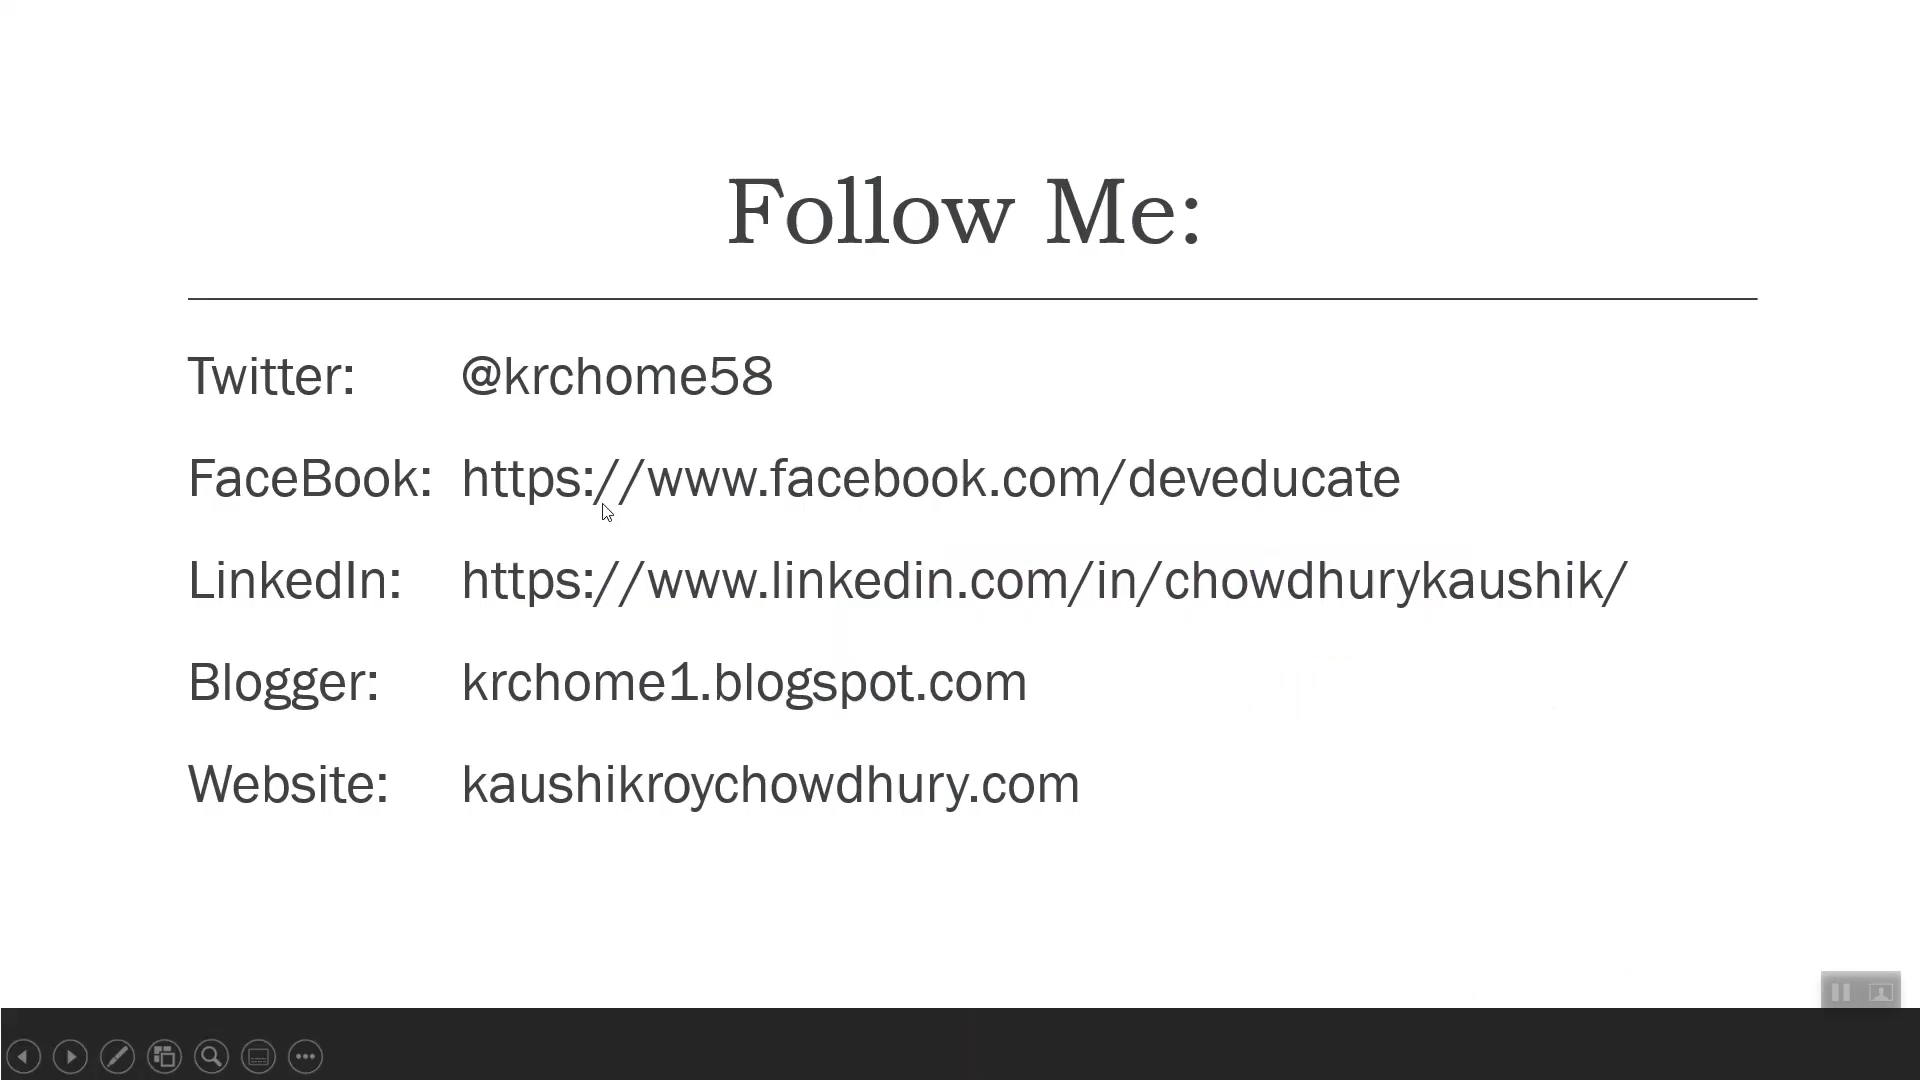 Follow Me:
Twitter: @krchome58
FaceBook: https://www.facebook.com/deveducate
LinkedIn: https://www.linkedin.com/in/chowdhurykaushik/
Blogger: krchome1.blogspot.com
Website: kaushikroychowdhury.com